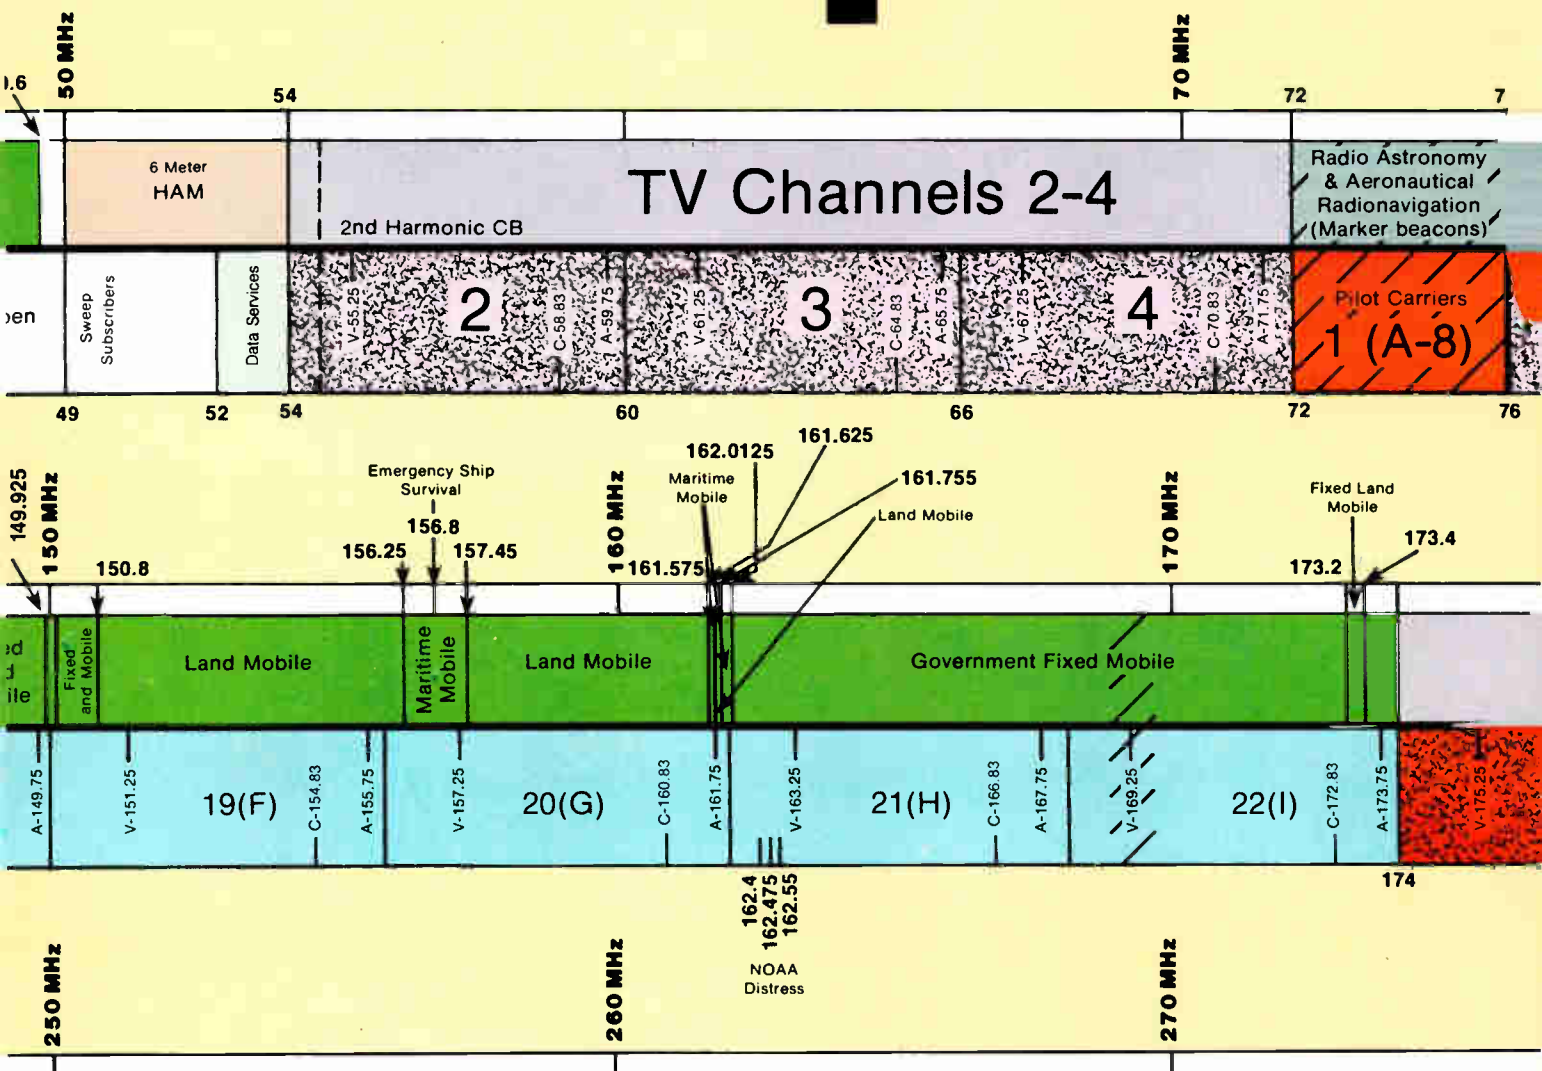 50 MHz
70 MHz
54
72
7
6 Meter
HAM
TV Channels 2-4
2nd Harmonic CB
Radio Astronomy
& Aeronautical
Radionavigation
(Marker beacons)
Sweep
Subscribers
Data Services
V-55.25
2
C-58.83
A-59.75
V-61.25
3
C-64.83
A-65.75
V-67.25
4
C-70.83
A-71.75
Pilot Carriers
1 (A-8)
49
52
54
60
66
72
76
149.925
150 MHz
150.8
Emergency Ship
Survival
156.8
156.25
157.45
160 MHz
161.575
Maritime
Mobile
162.0125
161.625
161.755
Land Mobile
170 MHz
Fixed Land
Mobile
173.2
173.4
Fixed
and Mobile
Land Mobile
Maritime
Mobile
Land Mobile
Government Fixed Mobile
A-149.75
V-151.25
19(F)
C-154.83
A-155.75
V-157.25
20(G)
C-160.83
A-161.75
V-163.25
21(H)
C-166.83
A-167.75
V-169.25
22(I)
C-172.83
A-173.75
V-175.25
162.4
162.475
162.55
174
NOAA
Distress
250 MHz
260 MHz
270 MHz